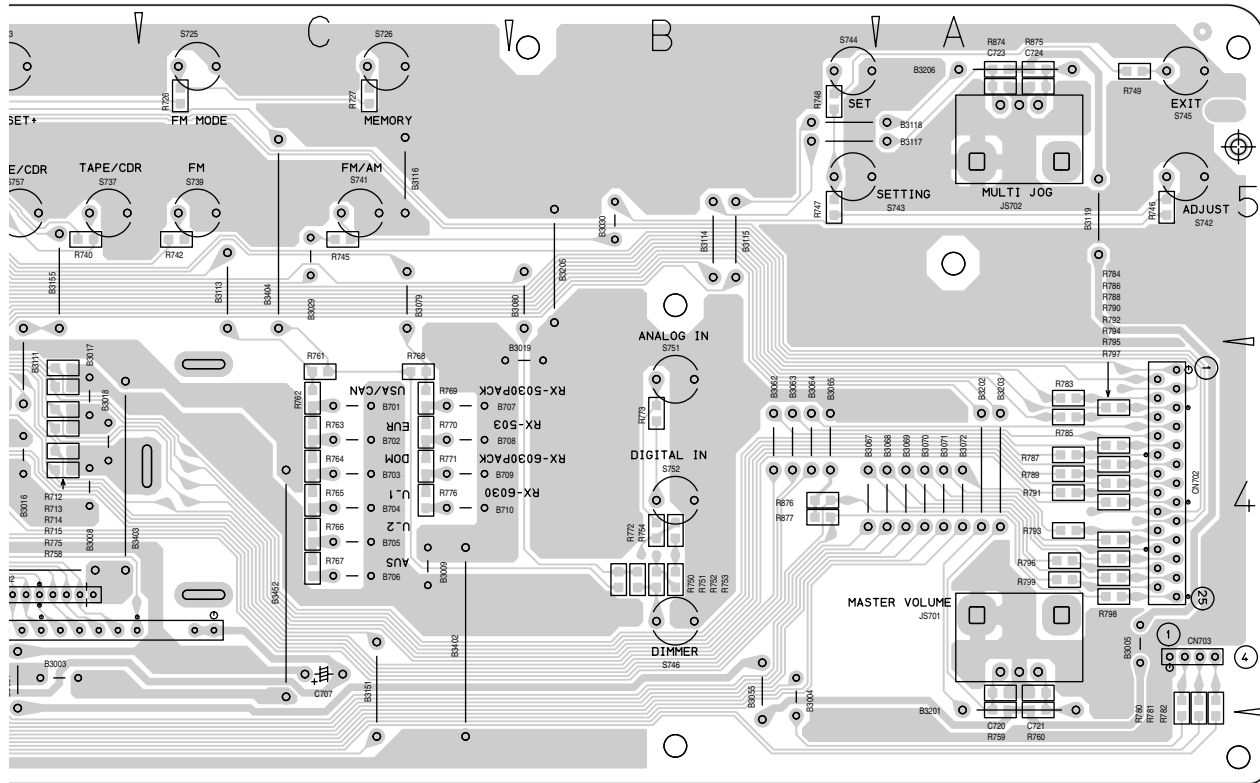 C
B
A
S725
S726
S744
R874
R875
C723
C724
B3206
R726
R727
R748
R749
FM MODE
MEMORY
SET
EXIT
S745
SET+
B3118
B3117
E/CDR
S757
TAPE/CDR
S737
FM
S739
FM/AM
S741
B3116
SETTING
S743
MULTI JOG
JS702
R747
R746
ADJUST
S742
5
R740
R742
R745
B3030
B3114
B3115
B3119
B3155
B3113
B3404
B3029
B3079
B3080
B3205
R784
R786
R788
R790
R792
R794
R795
R797
ANALOG IN
S751
B3111
B3017
B3018
R761
R768
B3019
R762
USA/CAN
R769
RX-5030PACK
B701
B707
R763
EUR
R770
RX-503
B702
B708
R764
DOM
R771
RX-6030PACK
B703
B709
R765
U_1
R776
RX-6030
B704
B710
R766
U_2
B705
R767
AUS
B706
R773
DIGITAL IN
S752
B3062
B3063
B3064
B3065
B3067
B3068
B3069
B3070
B3071
B3072
B3202
B3203
R783
R785
R787
R789
R791
R793
R796
R799
R798
CN702
1
25
4
R876
R877
B3016
R712
R713
R714
R715
R775
R758
B3008
B3403
B3452
B3009
B3402
R772
R754
R750
R751
R752
R753
DIMMER
S746
MASTER VOLUME
JS701
B3005
1
CN703
4
B3003
C707
B3151
B3055
B3004
B3201
C720
C721
R759
R760
R780
R781
R782